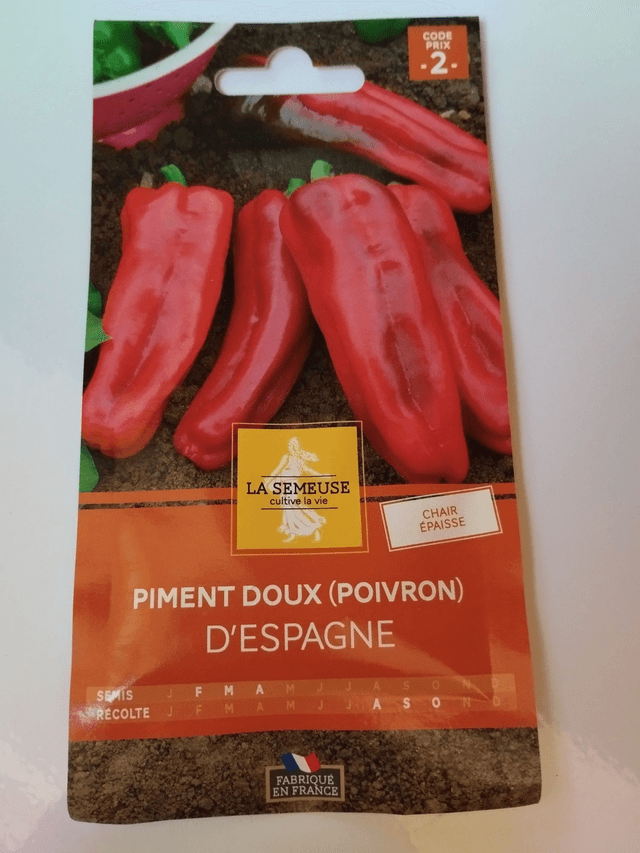 CODE
PRIX
-2-
LA SEMEUSE
cultive la vie
CHAIR
ÉPAISSE
PIMENT DOUX (POIVRON)
D'ESPAGNE
SEMIS J F M A M J J A S O N D
RÉCOLTE J F M A M J J A S O N D
FABRIQUÉ
EN FRANCE